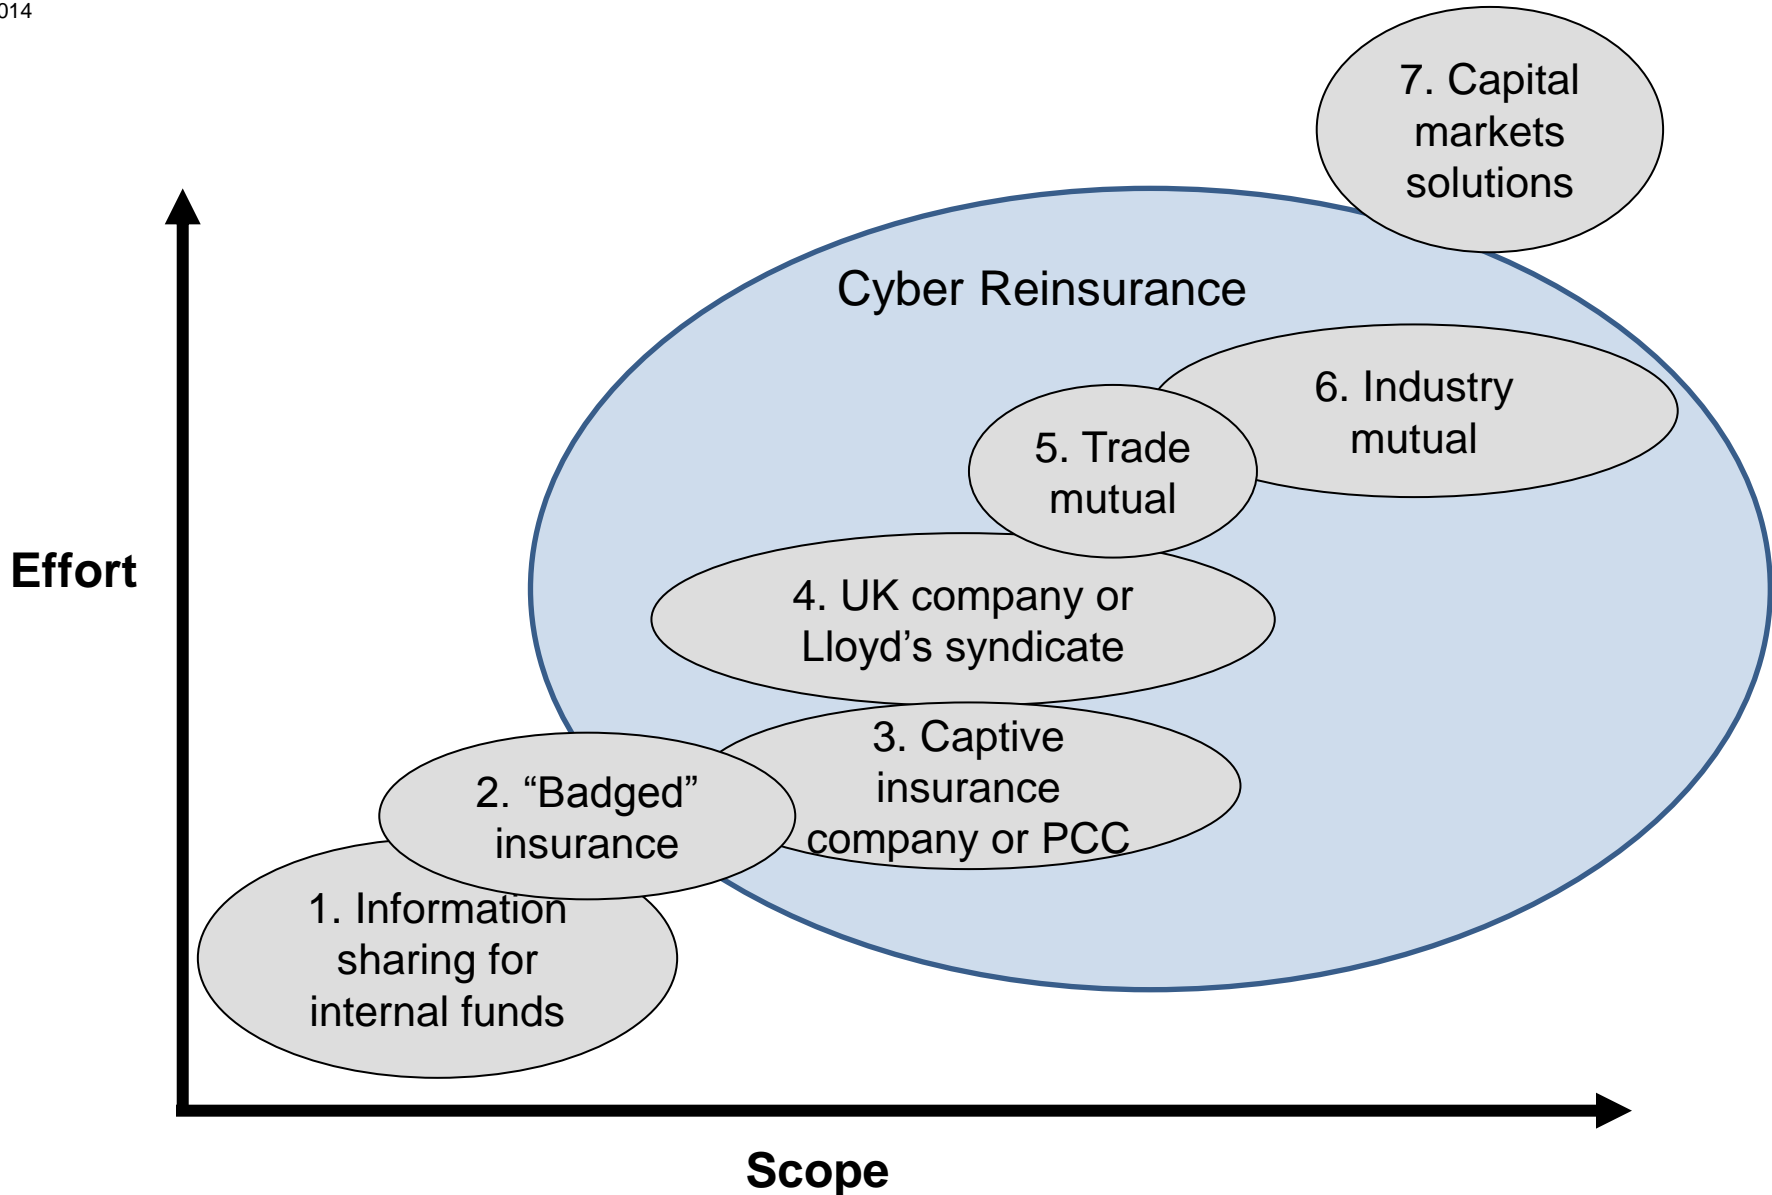 014
7. Capital
markets
solutions
Cyber Reinsurance
6. Industry
mutual
5. Trade
mutual
Effort
4. UK company or
Lloyd’s syndicate
3. Captive
insurance
company or PCC
2. “Badged”
insurance
1. Information
sharing for
internal funds
Scope